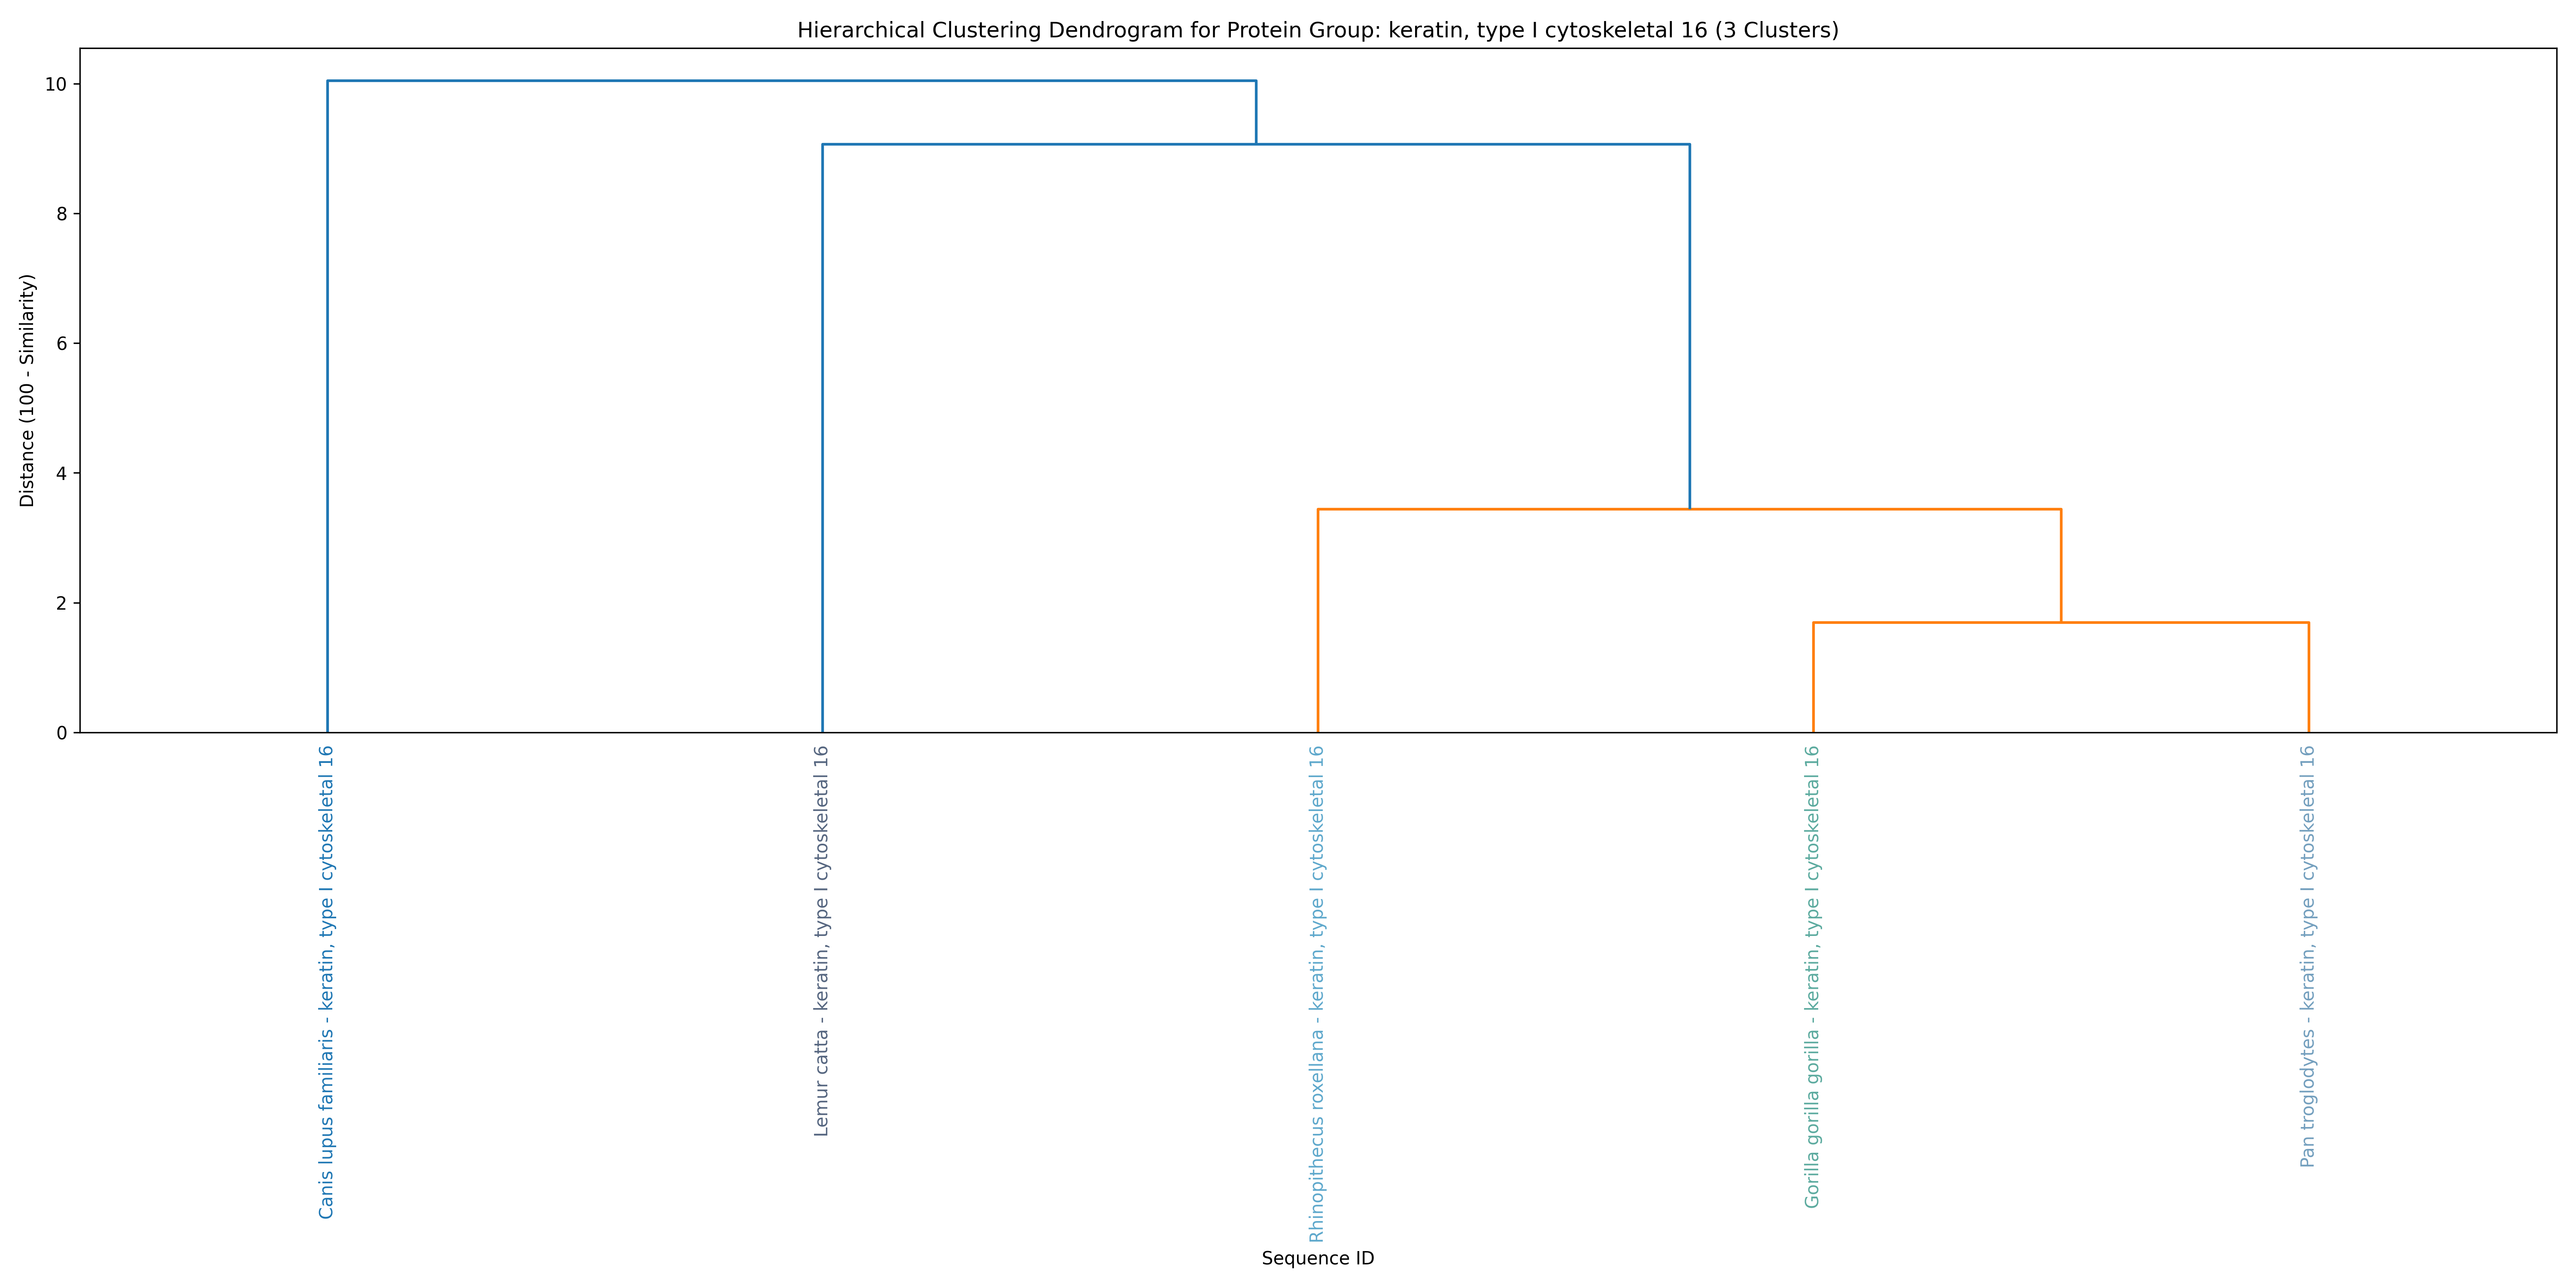 Hierarchical Clustering Dendrogram for Protein Group: keratin, type I cytoskeletal 16 (3 Clusters)
Distance (100 - Similarity)
10
8
6
4
2
0
Canis lupus familiaris - keratin, type I cytoskeletal 16
Lemur catta - keratin, type I cytoskeletal 16
Rhinopithecus roxellana - keratin, type I cytoskeletal 16
Gorilla gorilla gorilla - keratin, type I cytoskeletal 16
Pan troglodytes - keratin, type I cytoskeletal 16
Sequence ID